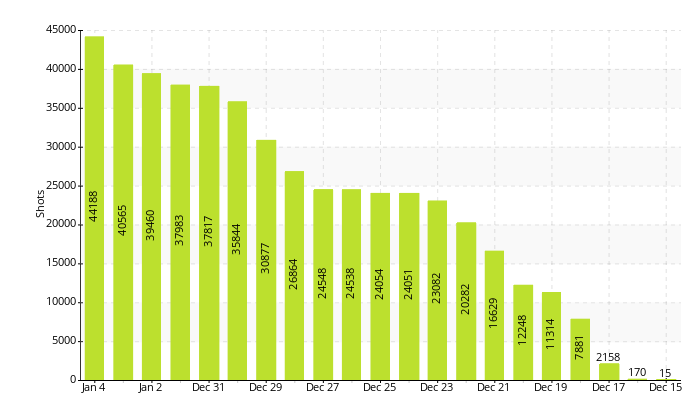 45000
40000
35000
30000
25000
20000
15000
10000
5000
0
Shots
44188
40565
39460
37983
37817
35844
30877
26864
24548
24538
24054
24051
23082
20282
16629
12248
11314
7881
2158
170
15
Jan 4
Jan 2
Dec 31
Dec 29
Dec 27
Dec 25
Dec 23
Dec 21
Dec 19
Dec 17
Dec 15